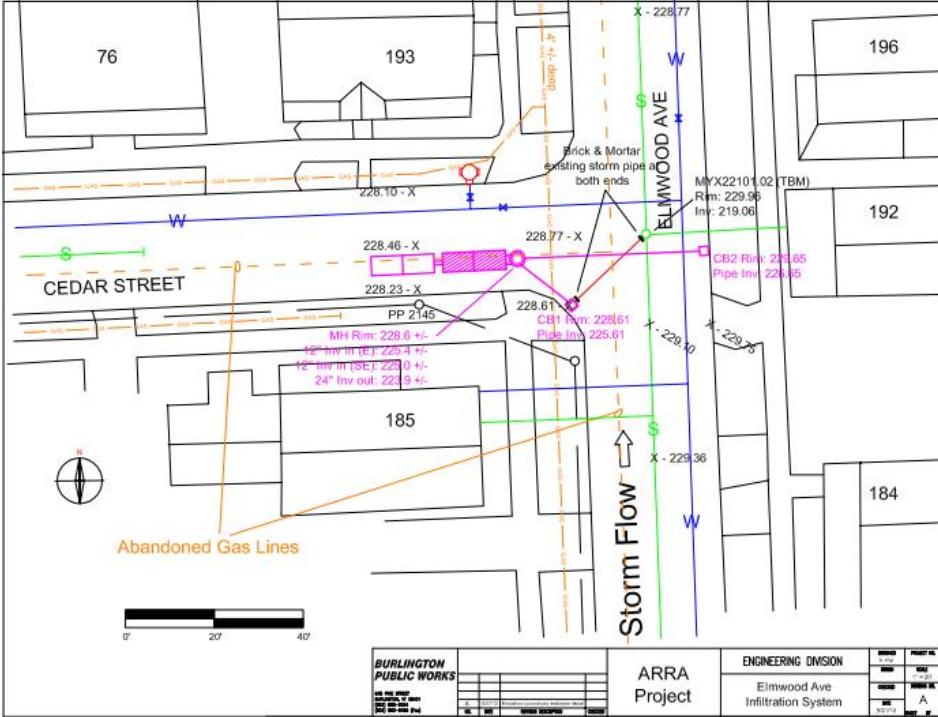 X - 228.77
76
193
196
4' +/- deep
GAS
W
S
ELMWOOD AVE
Brick & Mortar
existing storm pipe at
both ends
MYX22101.02 (TBM)
Rim: 229.96
Inv: 219.06
192
228.10 - X
W
S
228.77 - X
228.46 - X
CB2 Rim: 229.65
Pipe Inv: 226.65
CEDAR STREET
228.23 - X
PP 2145
228.61
CB1 Rim: 228.61
Pipe Inv: 225.61
MH Rim: 228.6 +/-
12" Inv in (E): 225.4 +/-
12" Inv in (SE): 225.0 +/-
24" Inv out: 223.9 +/-
X - 229.10
X - 229.75
185
S
X - 229.36
N
184
W
Abandoned Gas Lines
Storm Flow
0'
20'
40'
BURLINGTON
PUBLIC WORKS
ARRA
Project
ENGINEERING DIVISION
Elmwood Ave
Infiltration System
A